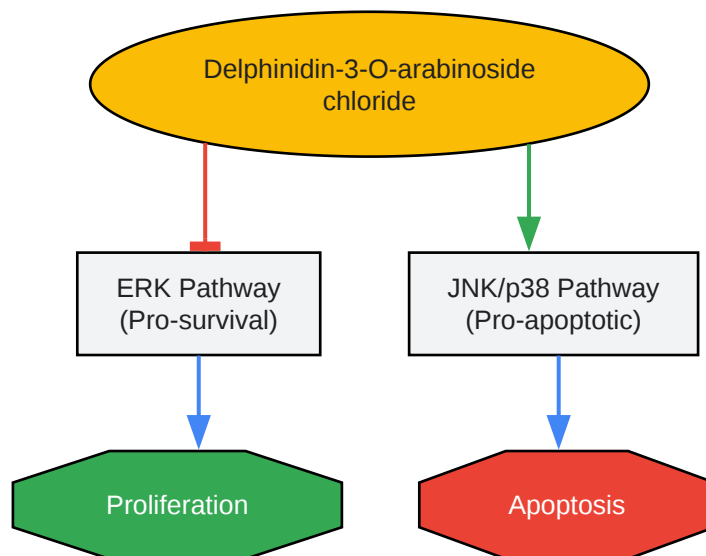 Delphinidin-3-O-arabinoside
chloride
ERK Pathway
(Pro-survival)
JNK/p38 Pathway
(Pro-apoptotic)
Proliferation
Apoptosis